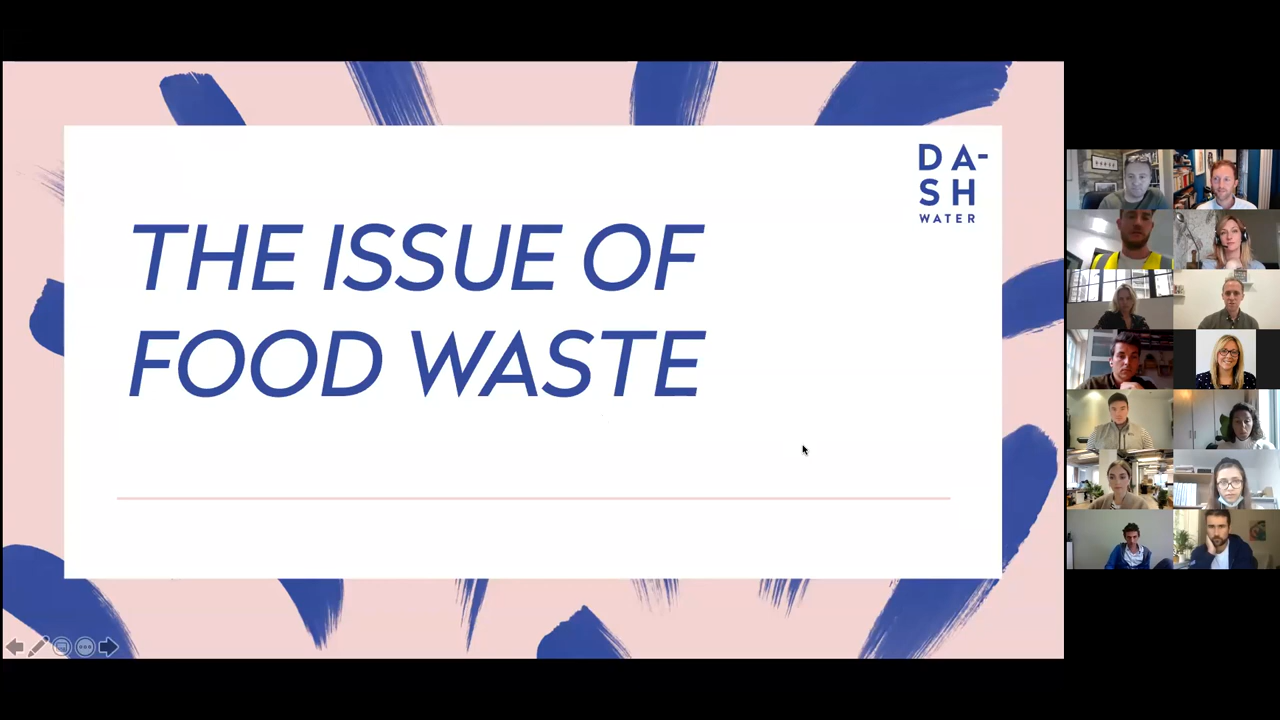 THE ISSUE OF
FOOD WASTE
DA-
SH
WATER